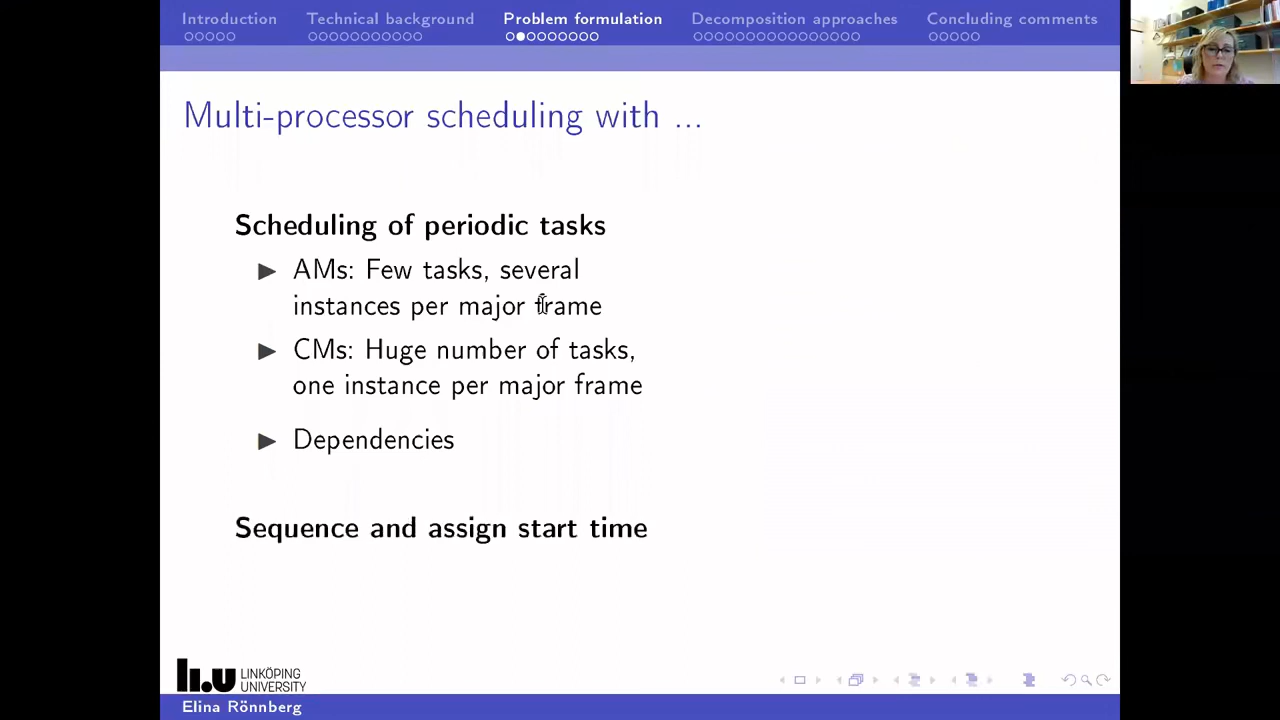 Introduction
Technical background
Problem formulation
Decomposition approaches
Concluding comments
Multi-processor scheduling with ...
Scheduling of periodic tasks
AMs: Few tasks, several
instances per major frame
CMs: Huge number of tasks,
one instance per major frame
Dependencies
Sequence and assign start time
LINKÖPING
UNIVERSITY
Elina Rönnberg